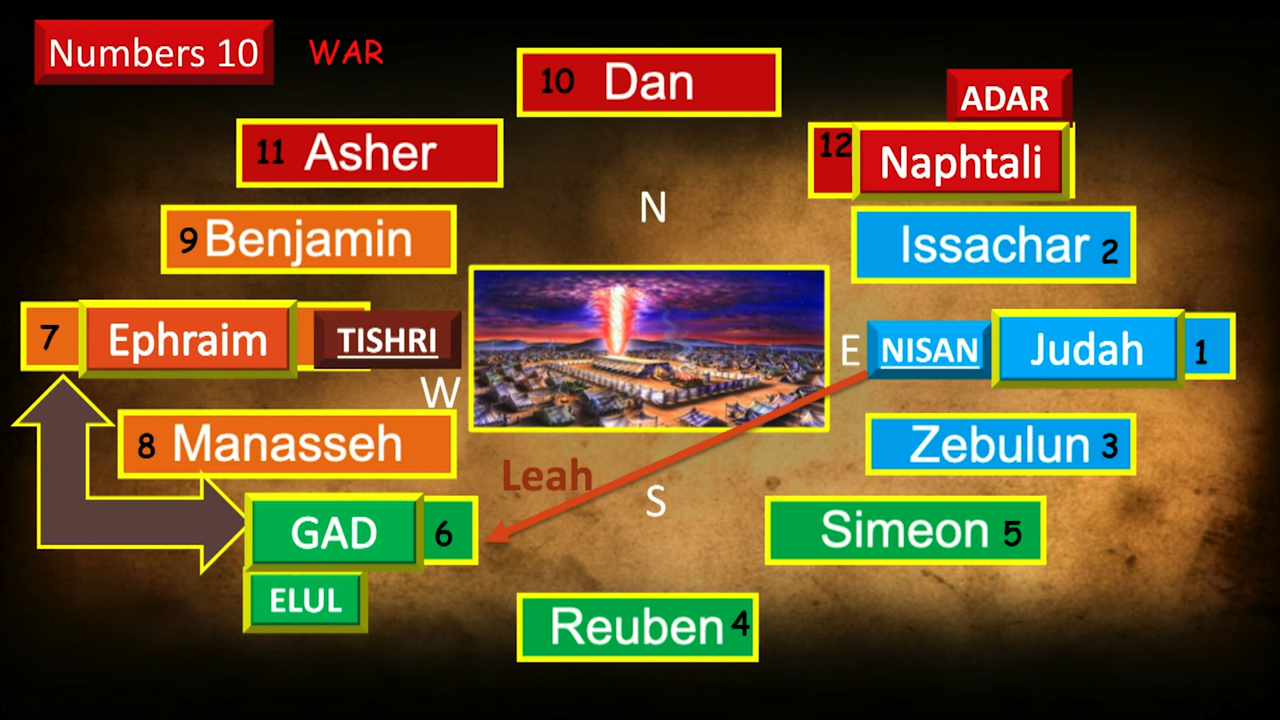 Numbers 10 WAR
10 Dan
ADAR
11 Asher
12 Naphtali
N
9 Benjamin
Issachar 2
7 Ephraim TISHRI
E NISAN Judah 1
W
8 Manasseh
Zebulun 3
Leah
S
GAD 6
Simeon 5
ELUL
Reuben 4